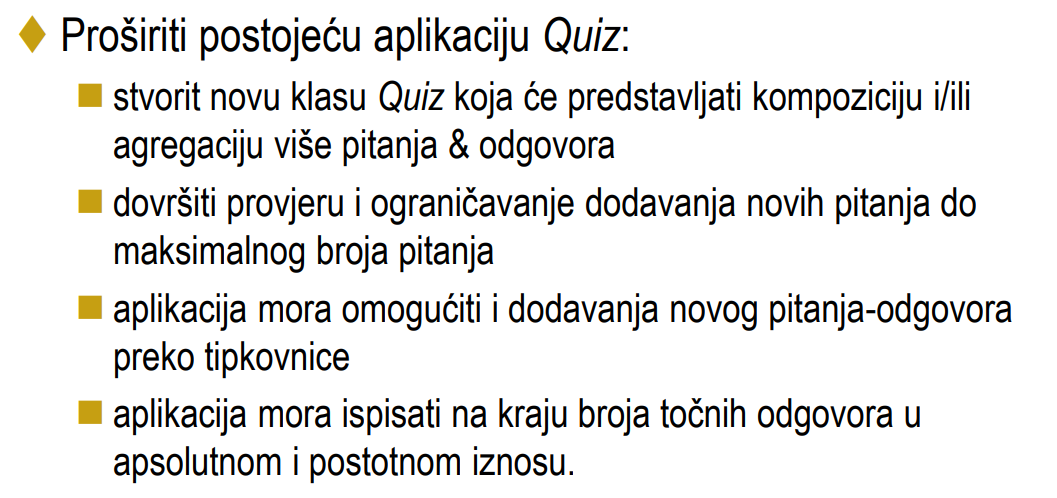 Proširiti postojeću aplikaciju Quiz:
stvorit novu klasu Quiz koja će predstavljati kompoziciju i/ili
agregaciju više pitanja & odgovora
dovršiti provjeru i ograničavanje dodavanja novih pitanja do
maksimalnog broja pitanja
aplikacija mora omogućiti i dodavanja novog pitanja-odgovora
preko tipkovnice
aplikacija mora ispisati na kraju broja točnih odgovora u
apsolutnom i postotnom iznosu.